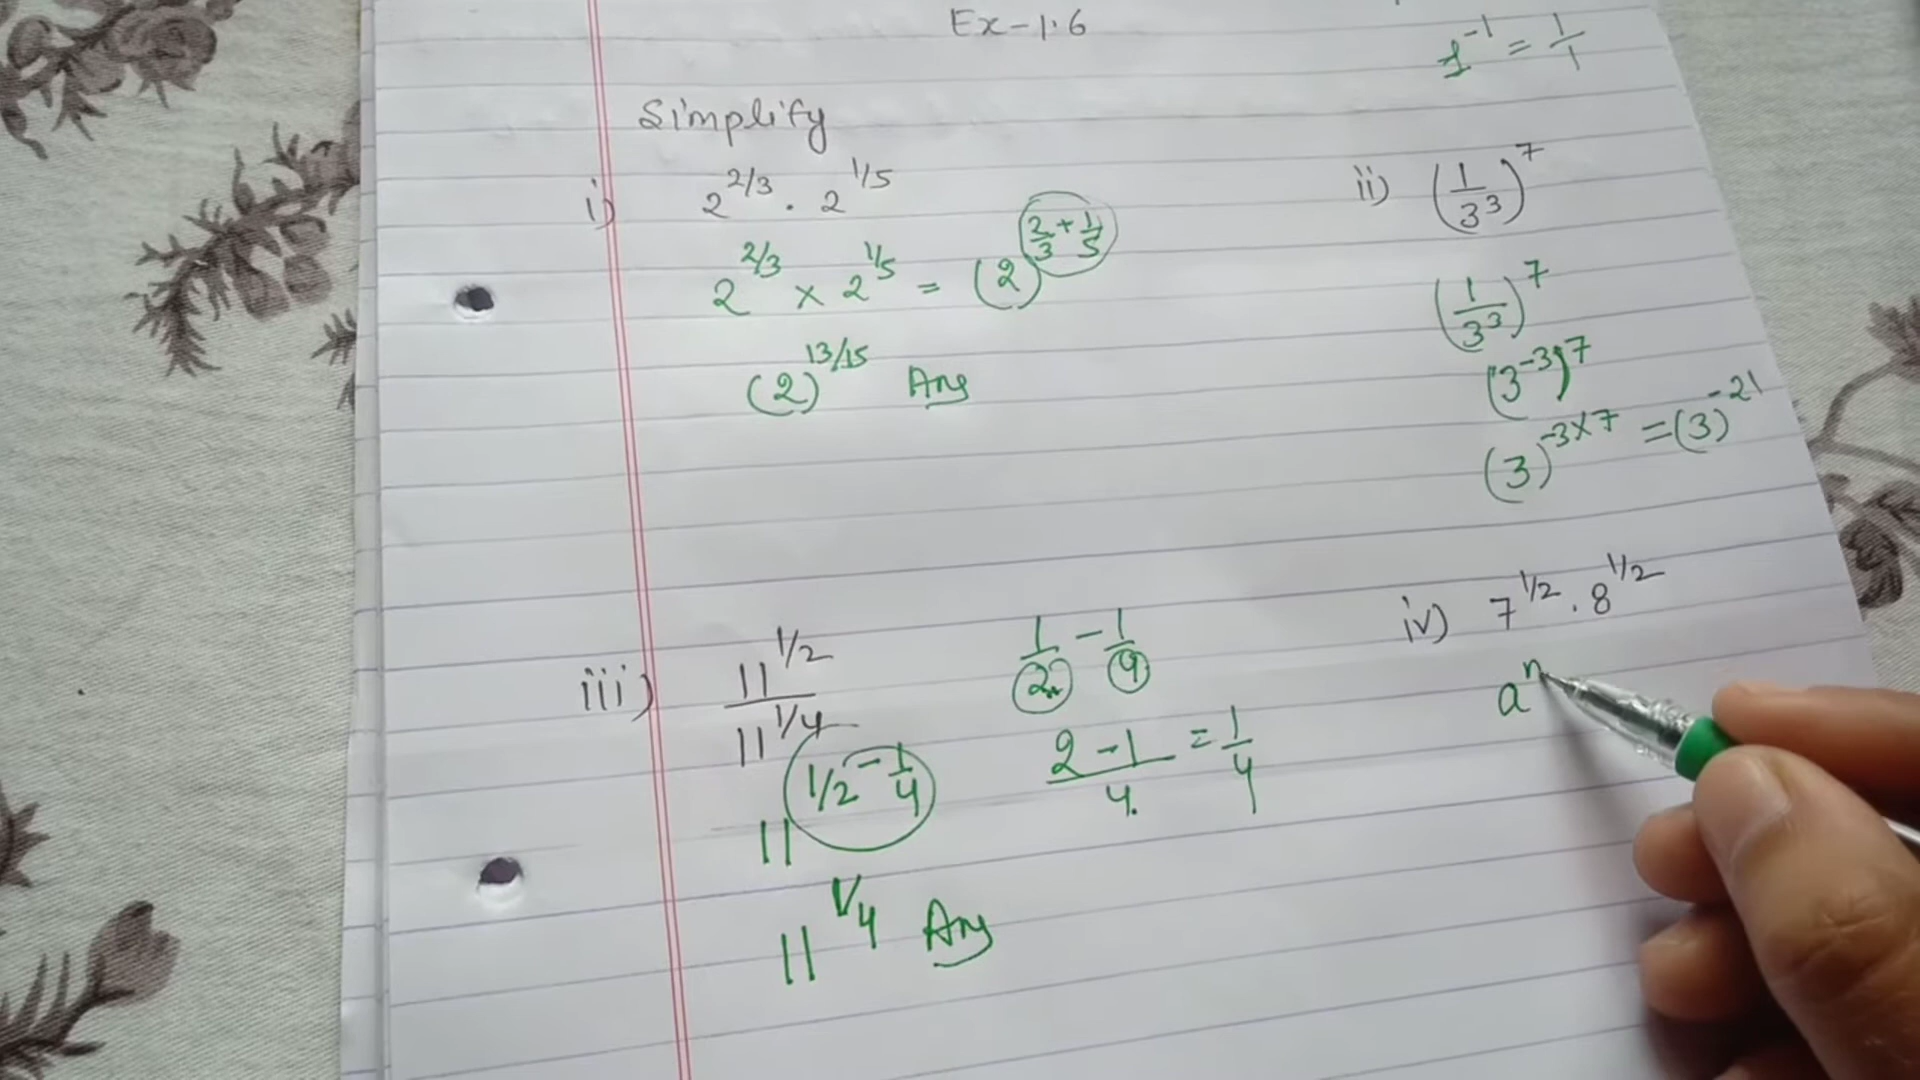 Ex-1.6
1^-1 = 1/1
Simplify
i) 2^2/3 . 2^1/5
2^2/3 × 2^1/5 = (2)^(2/3 + 1/5)
(2)^13/15 Ans
ii) (1/3^3)^7
(1/3^3)^7
(3^-3)^7
(3)^-3×7 = (3)^-21
iii) 11^1/2 / 11^1/4
11^(1/2 - 1/4)
11^1/4 Ans
1/2 - 1/4
2-1/4 = 1/4
iv) 7^1/2 . 8^1/2
a^n